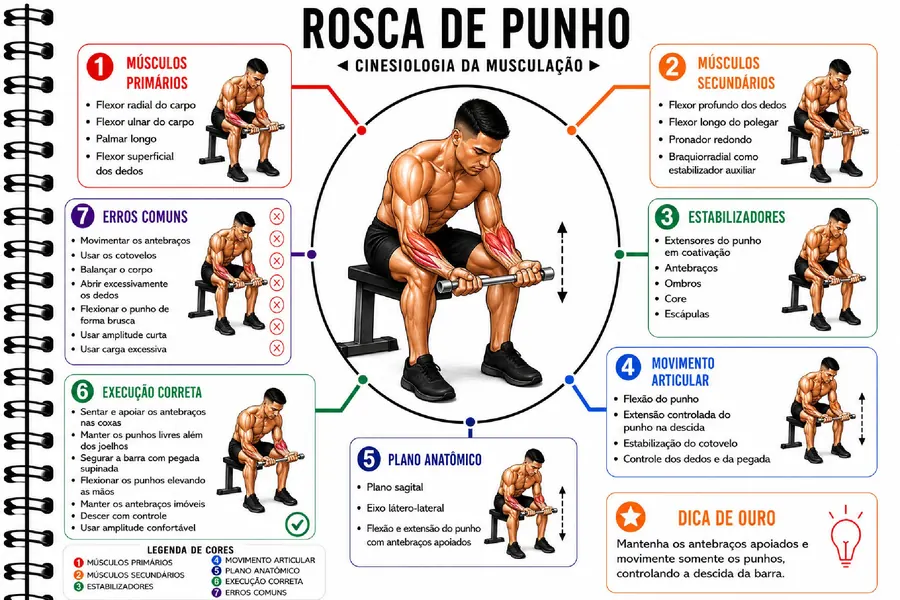 ROSCA DE PUNHO
◄ CINESIOLOGIA DA MUSCULAÇÃO ►
1 MÚSCULOS
PRIMÁRIOS
• Flexor radial do carpo
• Flexor ulnar do carpo
• Palmar longo
• Flexor superficial
dos dedos
2 MÚSCULOS
SECUNDÁRIOS
• Flexor profundo dos dedos
• Flexor longo do polegar
• Pronador redondo
• Braquiorradial como
estabilizador auxiliar
3 ESTABILIZADORES
• Extensores do punho
em coativação
• Antebraços
• Ombros
• Core
• Escápulas
4 MOVIMENTO
ARTICULAR
• Flexão do punho
• Extensão controlada do
punho na descida
• Estabilização do cotovelo
• Controle dos dedos e da pegada
5 PLANO ANATÔMICO
• Plano sagital
• Eixo látero-lateral
• Flexão e extensão do punho
com antebraços apoiados
6 EXECUÇÃO CORRETA
• Sentar e apoiar os antebraços
nas coxas
• Manter os punhos livres além
dos joelhos
• Segurar a barra com pegada
supinada
• Flexionar os punhos elevando
as mãos
• Manter os antebraços imóveis
• Descer com controle
• Usar amplitude confortável
7 ERROS COMUNS
• Movimentar os antebraços
• Usar os cotovelos
• Balançar o corpo
• Abrir excessivamente
os dedos
• Flexionar o punho de
forma brusca
• Usar amplitude curta
• Usar carga excessiva
DICA DE OURO
Mantenha os antebraços apoiados e
movimente somente os punhos,
controlando a descida da barra.
LEGENDA DE CORES
1 MÚSCULOS PRIMÁRIOS
2 MÚSCULOS SECUNDÁRIOS
3 ESTABILIZADORES
4 MOVIMENTO ARTICULAR
5 PLANO ANATÔMICO
6 EXECUÇÃO CORRETA
7 ERROS COMUNS